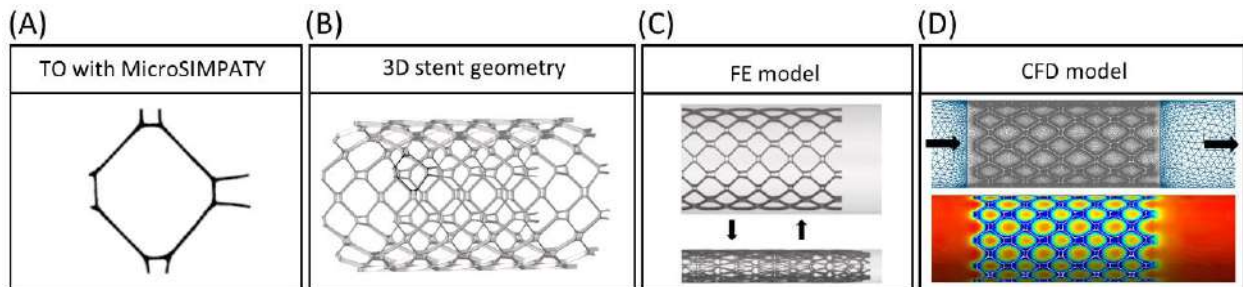 (A)
TO with MicroSIMPATY
(B)
3D stent geometry
(C)
FE model
(D)
CFD model